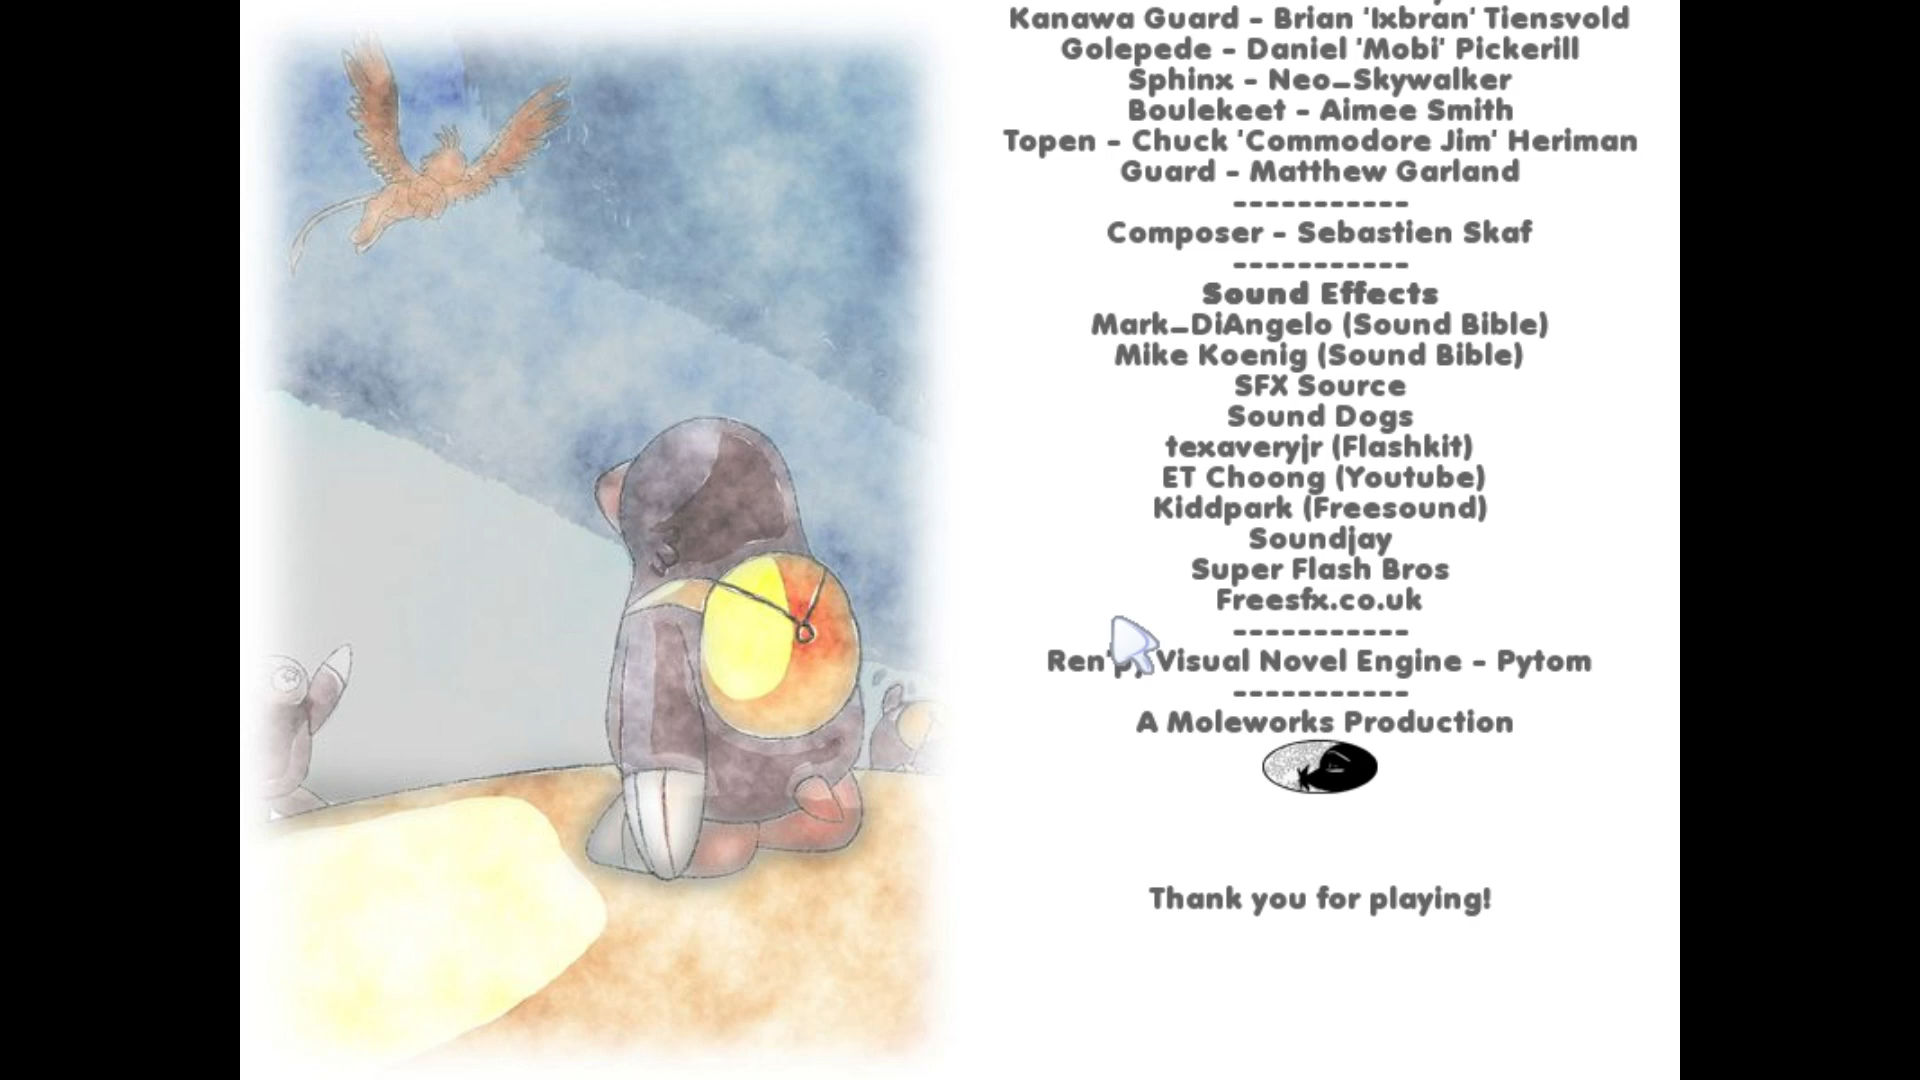 Kanawa Guard - Brian 'Ixbran' Tiensvold
Golepede - Daniel 'Mobi' Pickerill
Sphinx - Neo_Skywalker
Boulekeet - Aimee Smith
Topen - Chuck 'Commodore Jim' Heriman
Guard - Matthew Garland
-----------
Composer - Sebastien Skaf
-----------
Sound Effects
Mark_DiAngelo (Sound Bible)
Mike Koenig (Sound Bible)
SFX Source
Sound Dogs
texaveryjr (Flashkit)
ET Choong (Youtube)
Kiddpark (Freesound)
Soundjay
Super Flash Bros
Freesfx.co.uk
-----------
Ren'py Visual Novel Engine - Pytom
-----------
A Moleworks Production
Thank you for playing!